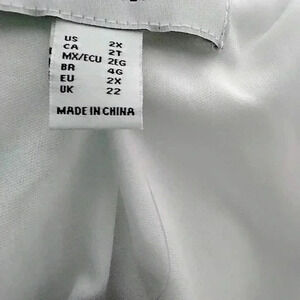 US 2X
CA 2T
MX/ECU 2EG
BR 4G
EU 2X
UK 22
MADE IN CHINA